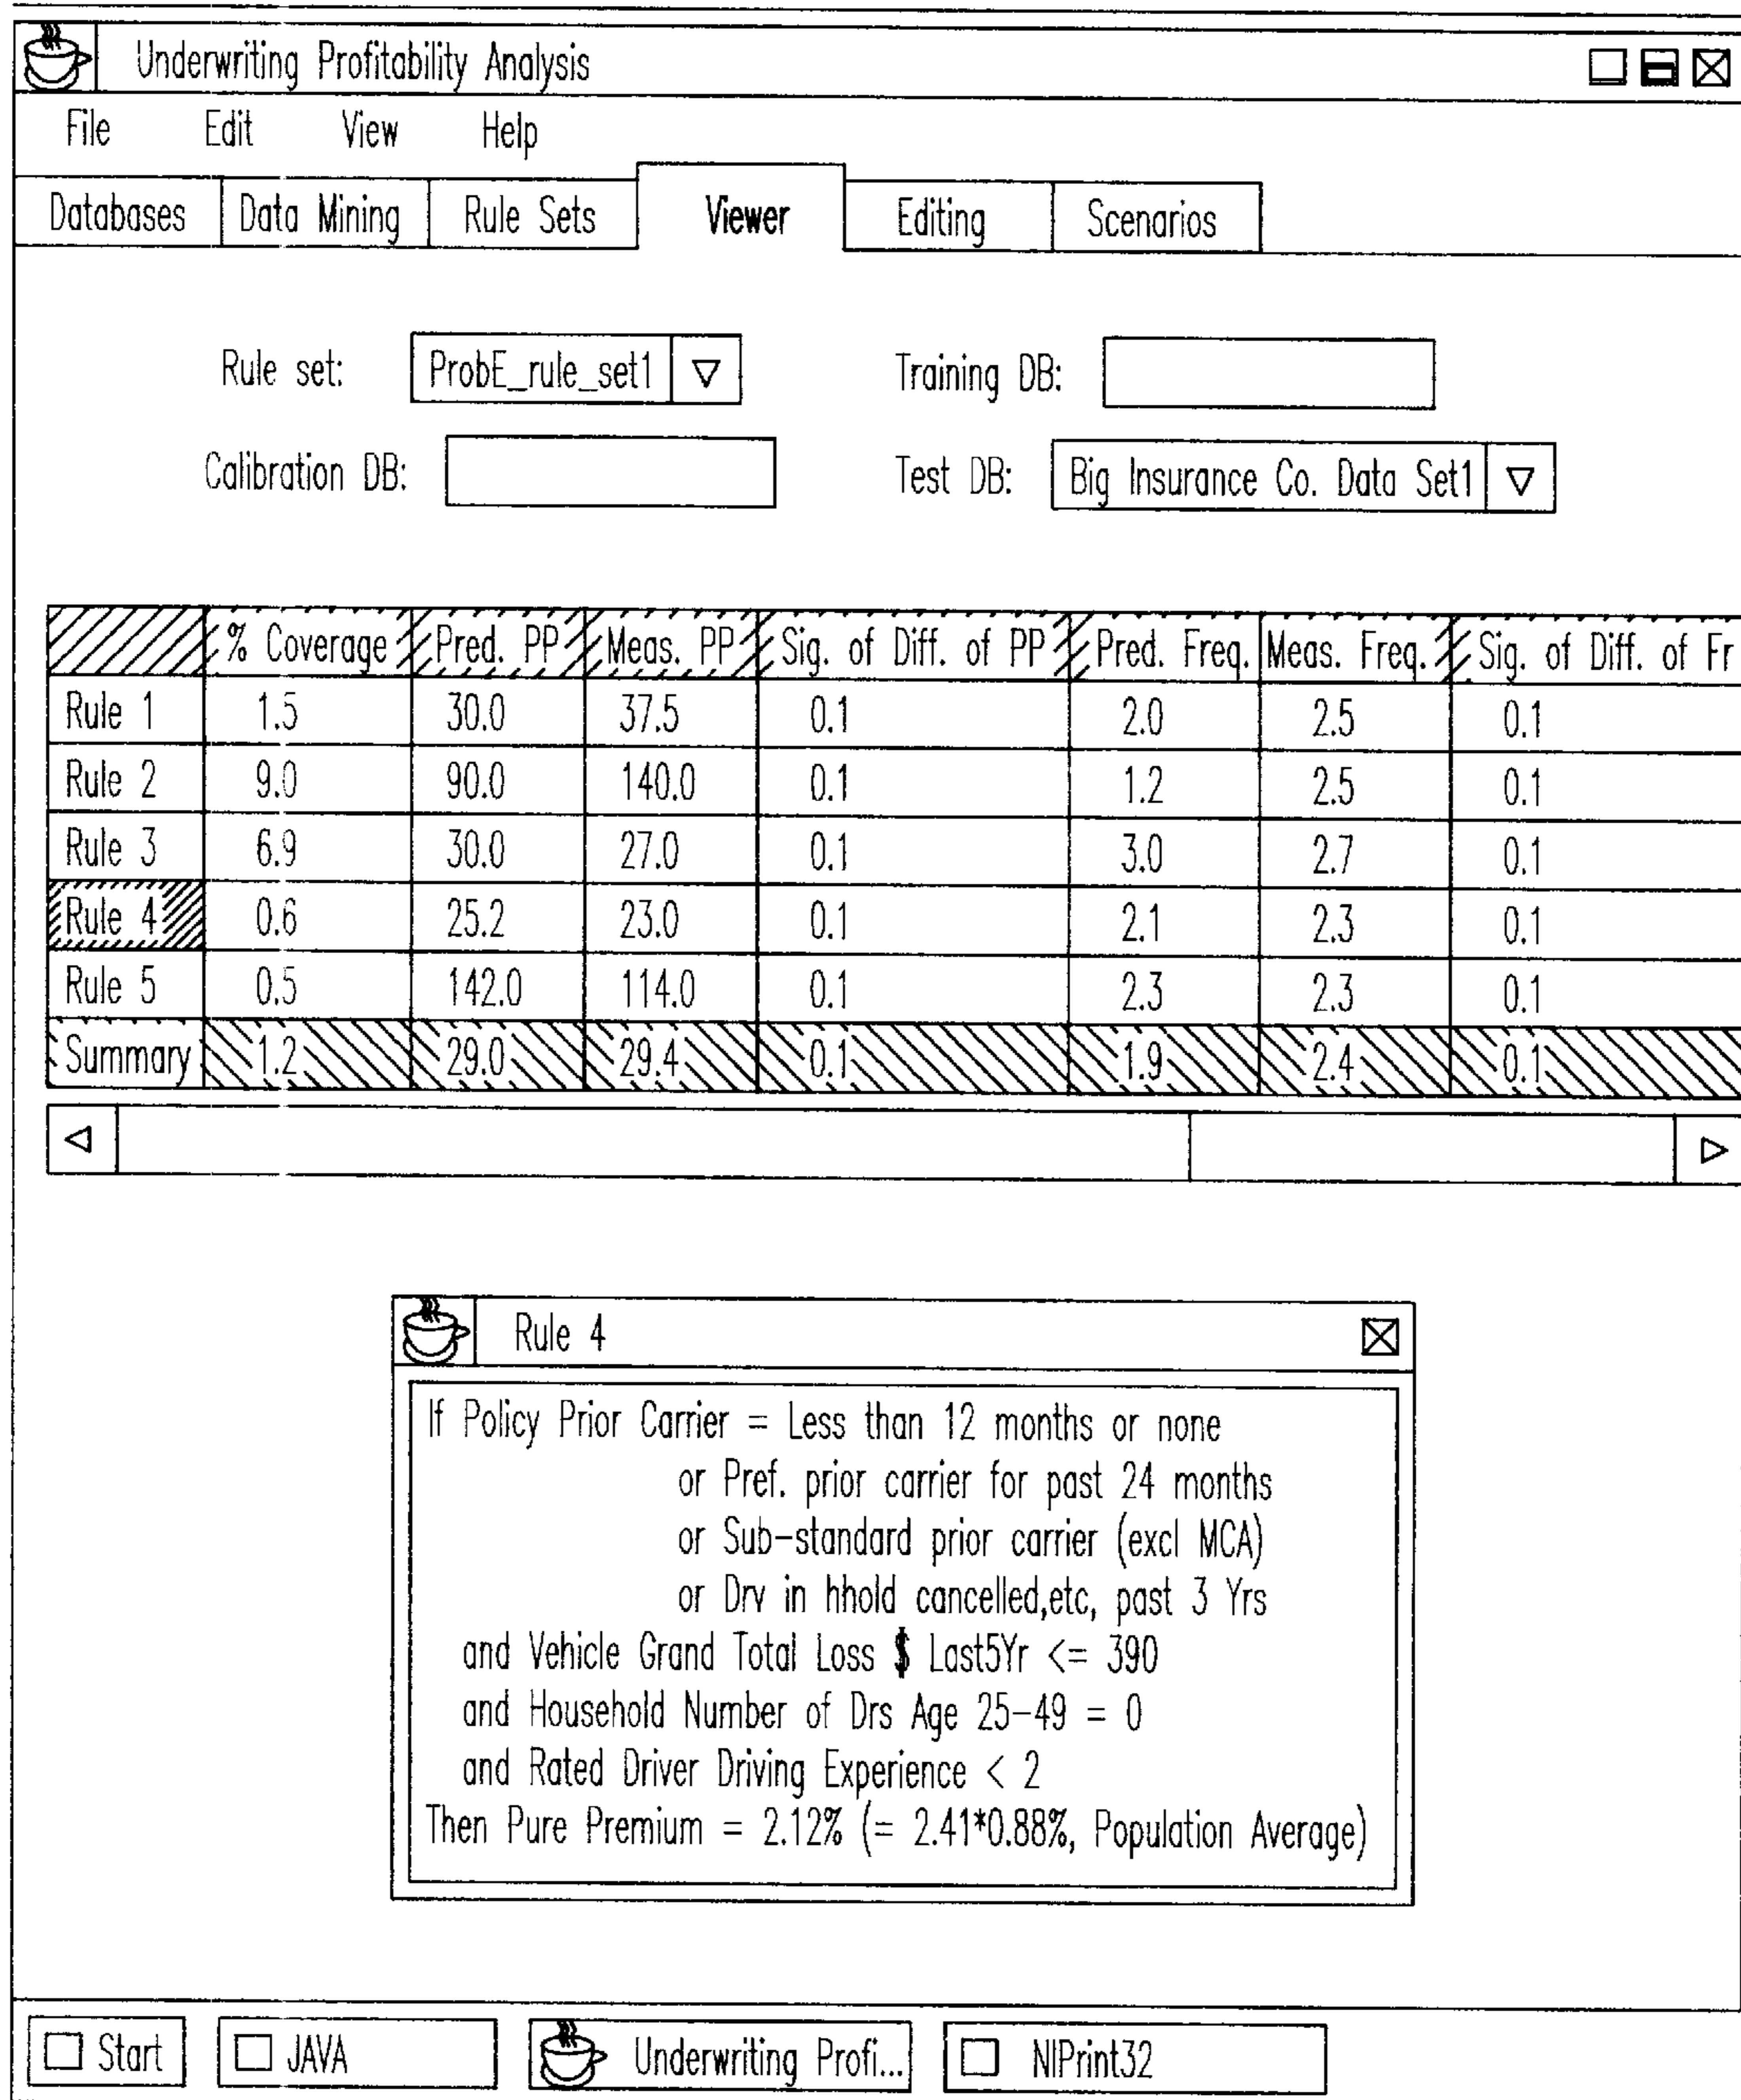 Underwriting Profitability Analysis
File Edit View Help
Databases Data Mining Rule Sets Viewer Editing Scenarios
Rule set: ProbE_rule_set1 Training DB:
Calibration DB: Test DB: Big Insurance Co. Data Set1
% Coverage Pred. PP Meas. PP Sig. of Diff. of PP Pred. Freq. Meas. Freq. Sig. of Diff. of Fr
Rule 1 1.5 30.0 37.5 0.1 2.0 2.5 0.1
Rule 2 9.0 90.0 140.0 0.1 1.2 2.5 0.1
Rule 3 6.9 30.0 27.0 0.1 3.0 2.7 0.1
Rule 4 0.6 25.2 23.0 0.1 2.1 2.3 0.1
Rule 5 0.5 142.0 114.0 0.1 2.3 2.3 0.1
Summary 1.2 29.0 29.4 0.1 1.9 2.4 0.1
Rule 4
If Policy Prior Carrier = Less than 12 months or none
or Pref. prior carrier for past 24 months
or Sub-standard prior carrier (excl MCA)
or Drv in hhold cancelled,etc, past 3 Yrs
and Vehicle Grand Total Loss $ Last5Yr <= 390
and Household Number of Drs Age 25-49 = 0
and Rated Driver Driving Experience < 2
Then Pure Premium = 2.12% (= 2.41*0.88%, Population Average)
Start JAVA Underwriting Profi... NIPrint32